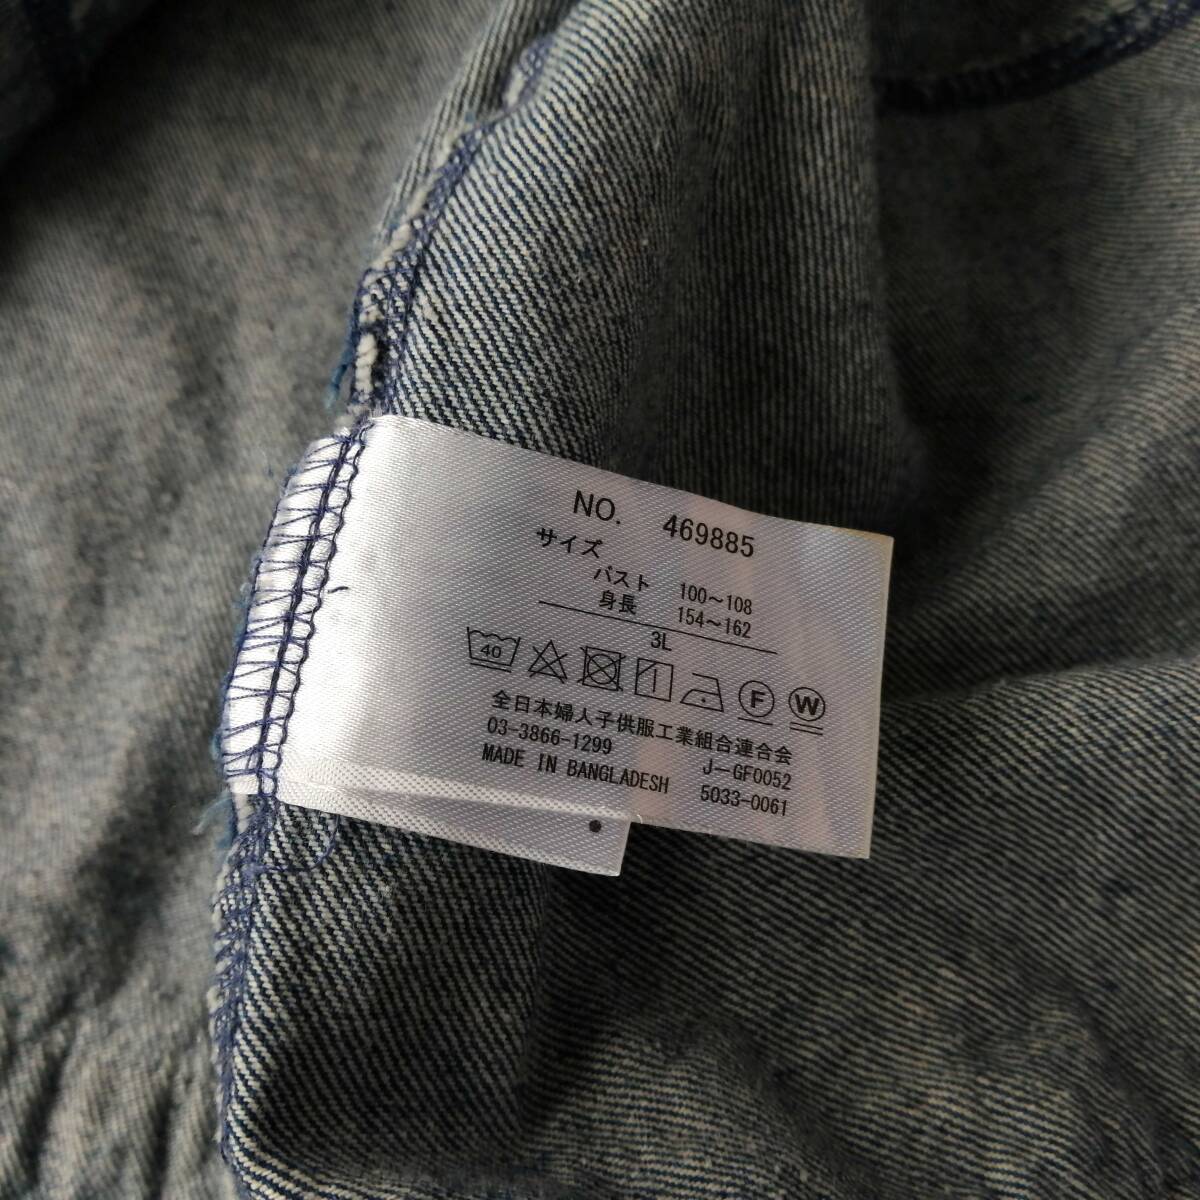 NO. 469885
サイズ
バスト 100～108
身長 154～162
3L
40
F W
全日本婦人子供服工業組合連合会
03-3866-1299 J-GF0052
MADE IN BANGLADESH 5033-0061